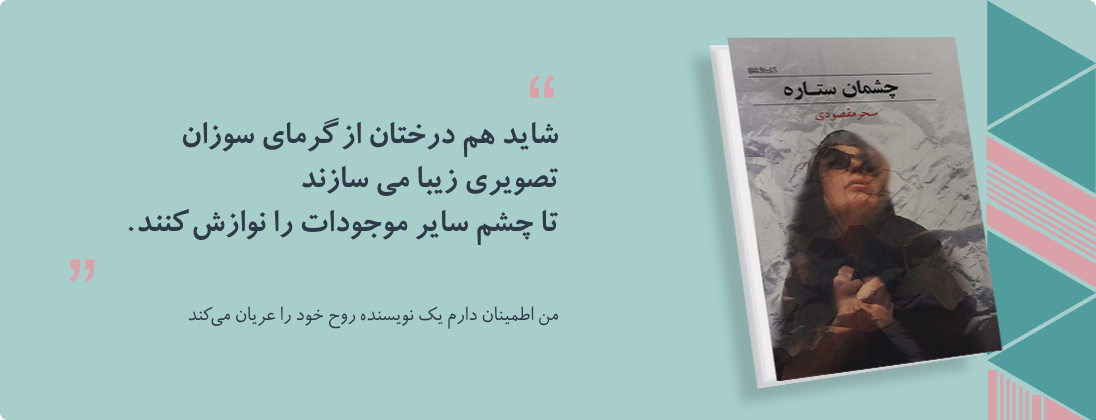 “
شاید هم درختان از گرمای سوزان
تصویری زیبا می سازند
تا چشم سایر موجودات را نوازش کنند.
”
من اطمینان دارم یک نویسنده روح خود را عریان می‌کند
چشمان ستاره
سحر مقصودی